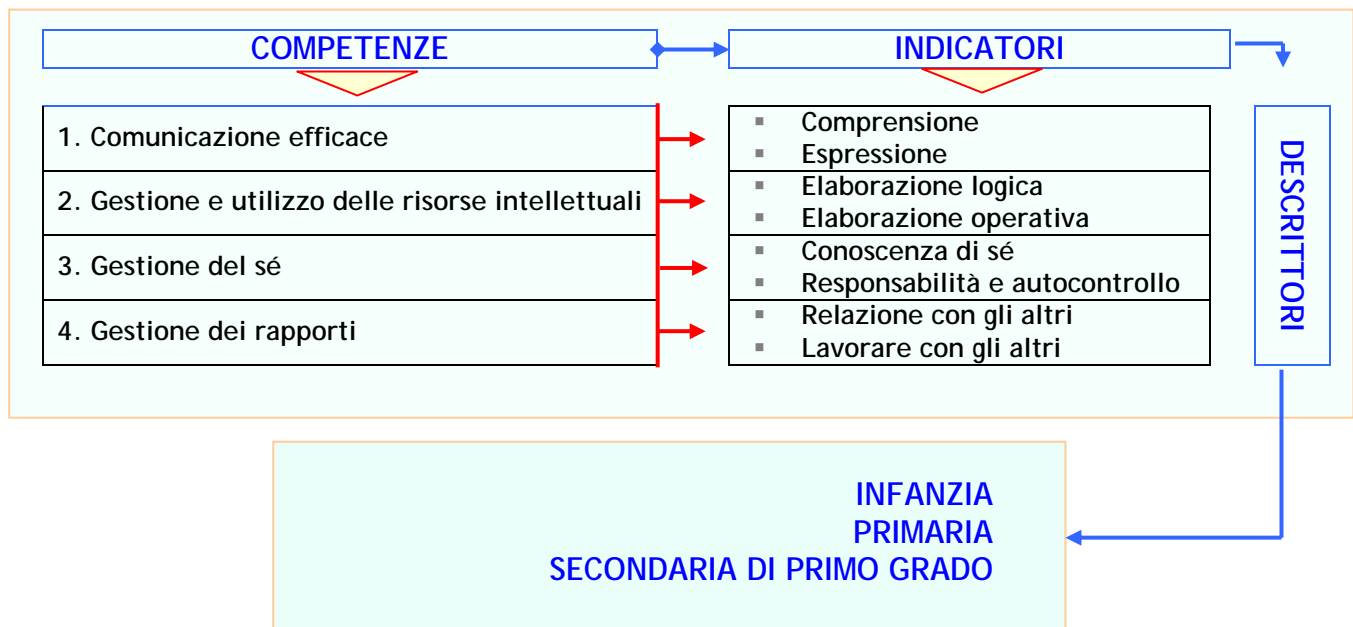 COMPETENZE
INDICATORI
1. Comunicazione efficace
▪ Comprensione
▪ Espressione
2. Gestione e utilizzo delle risorse intellettuali
▪ Elaborazione logica
▪ Elaborazione operativa
3. Gestione del sé
▪ Conoscenza di sé
▪ Responsabilità e autocontrollo
4. Gestione dei rapporti
▪ Relazione con gli altri
▪ Lavorare con gli altri
DESCRITTORI
INFANZIA
PRIMARIA
SECONDARIA DI PRIMO GRADO